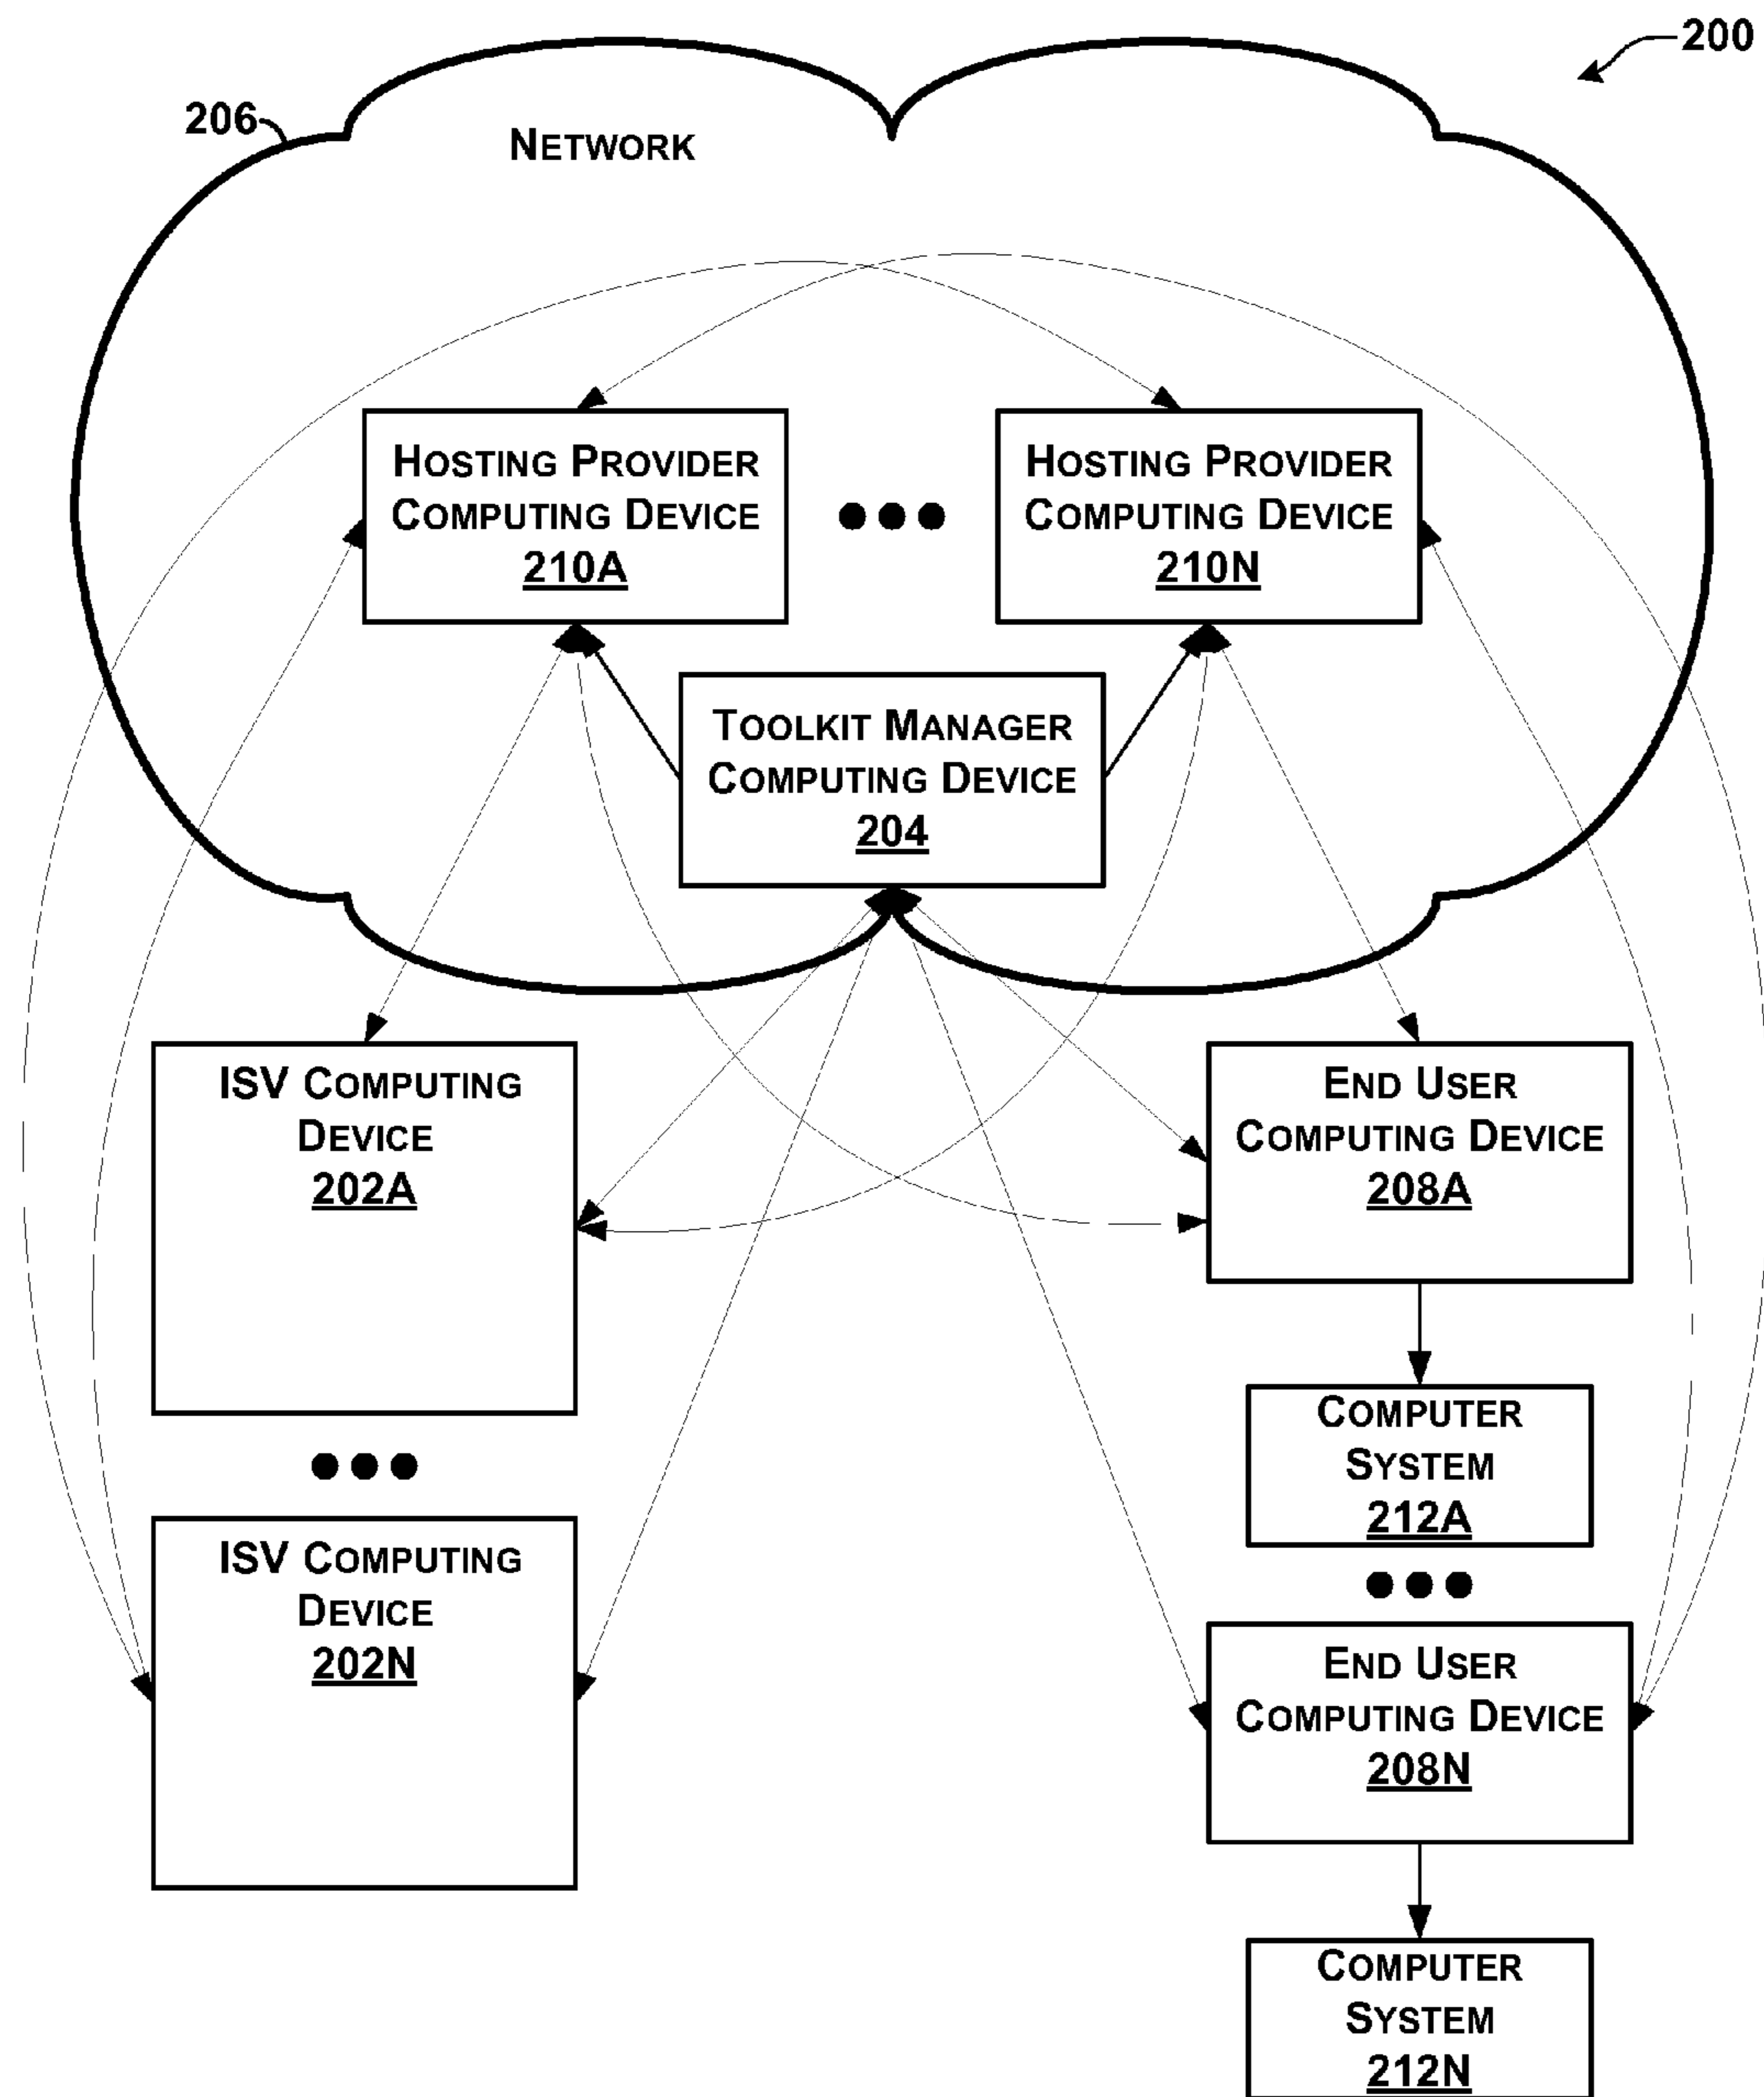 200
206
NETWORK
HOSTING PROVIDER
COMPUTING DEVICE
210A
HOSTING PROVIDER
COMPUTING DEVICE
210N
TOOLKIT MANAGER
COMPUTING DEVICE
204
ISV COMPUTING
DEVICE
202A
END USER
COMPUTING DEVICE
208A
COMPUTER
SYSTEM
212A
ISV COMPUTING
DEVICE
202N
END USER
COMPUTING DEVICE
208N
COMPUTER
SYSTEM
212N